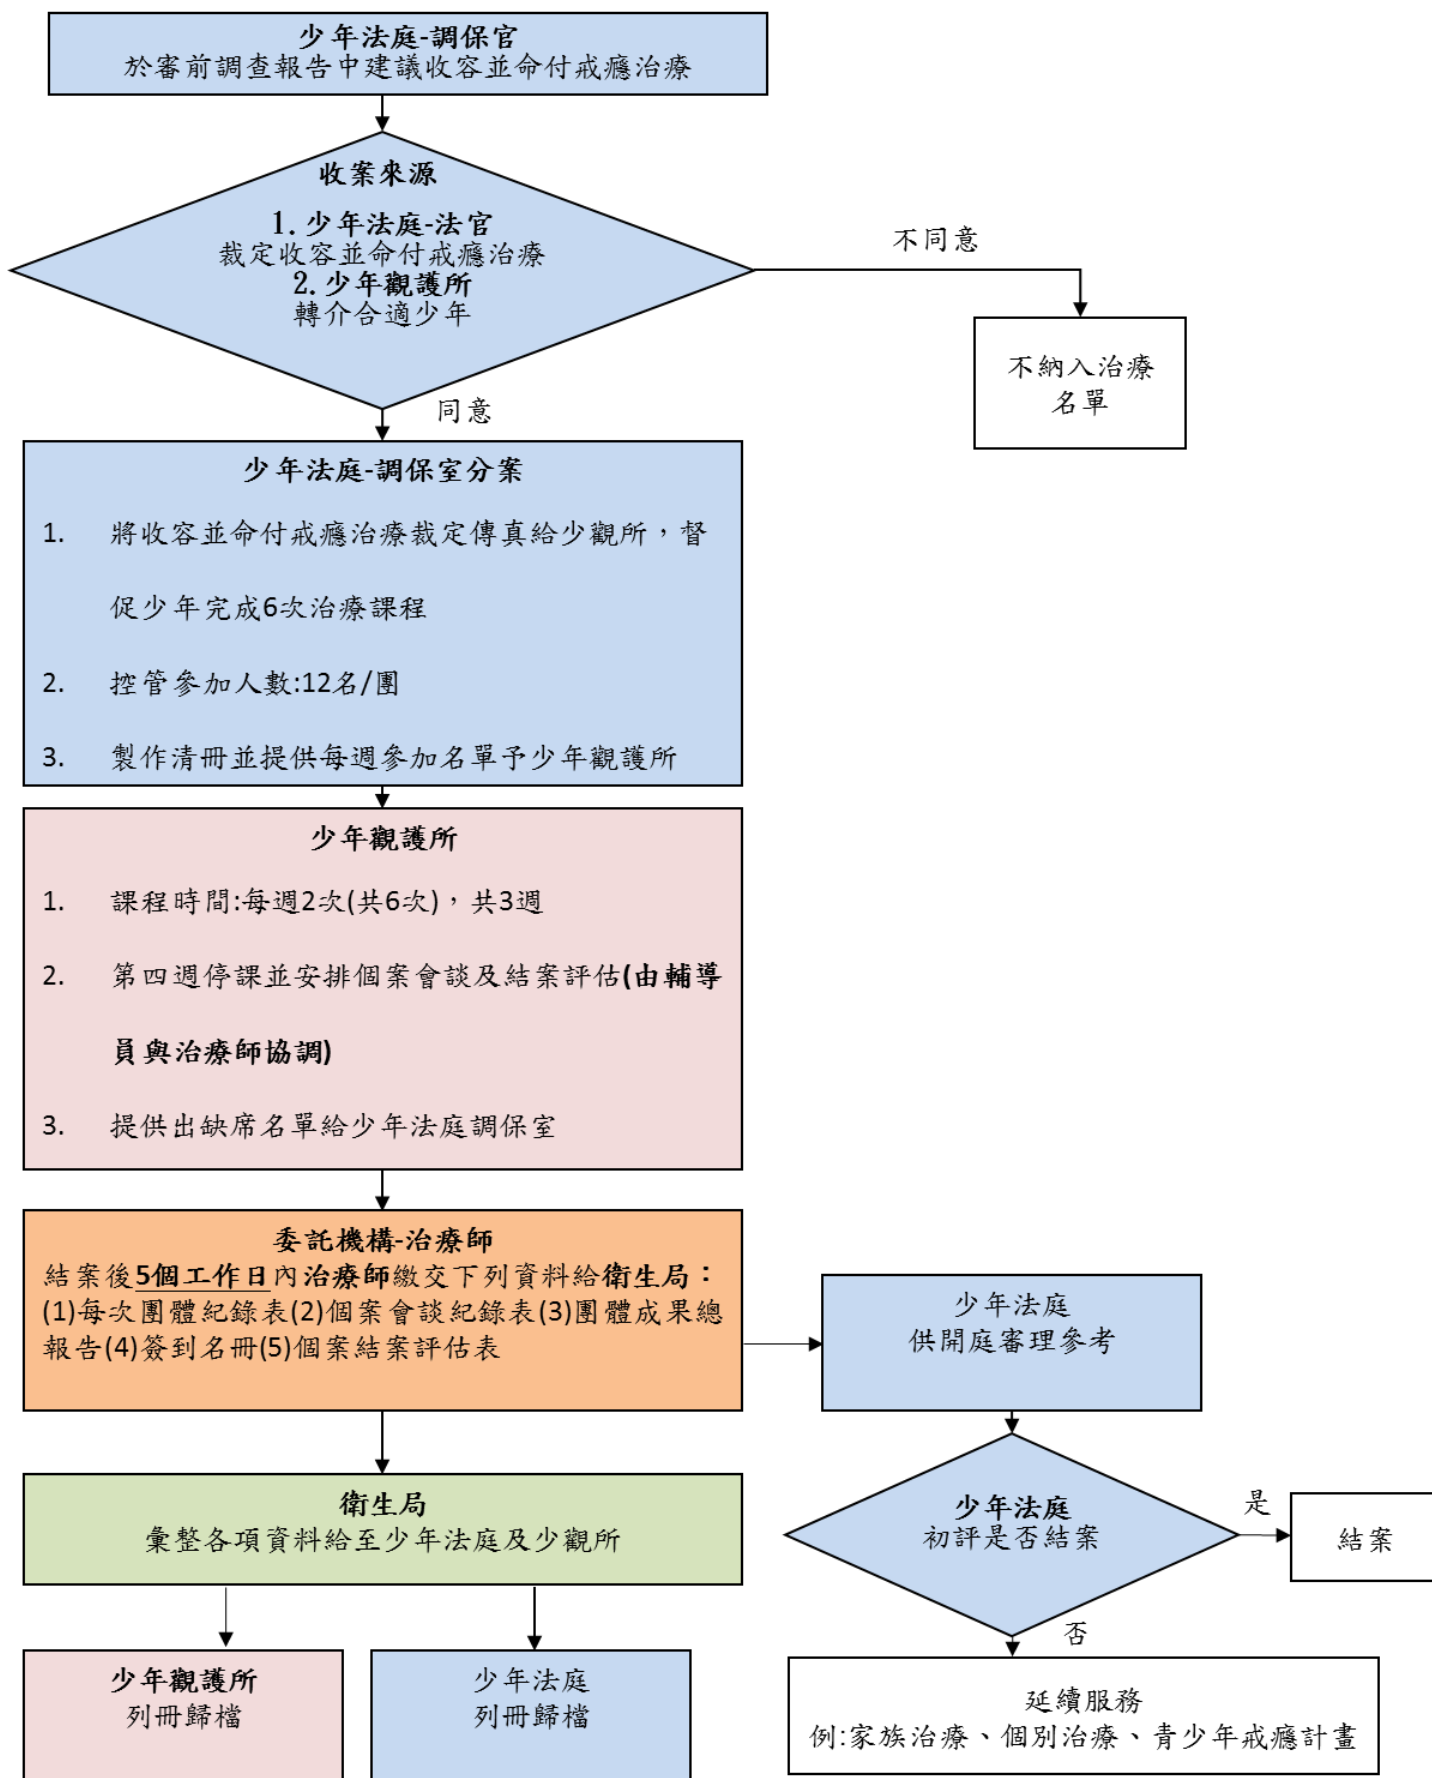 少年法庭-調保官
於審前調查報告中建議收容並命付戒癮治療
收案來源
1. 少年法庭-法官
裁定收容並命付戒癮治療
2. 少年觀護所
轉介合適少年
不同意
不納入治療
名單
同意
少年法庭-調保室分案
1. 將收容並命付戒癮治療裁定傳真給少觀所，督
促少年完成6次治療課程
2. 控管參加人數:12名/團
3. 製作清冊並提供每週參加名單予少年觀護所
少年觀護所
1. 課程時間:每週2次(共6次)，共3週
2. 第四週停課並安排個案會談及結案評估(由輔導
員與治療師協調)
3. 提供出缺席名單給少年法庭調保室
委託機構-治療師
結案後5個工作日內治療師繳交下列資料給衛生局：
(1)每次團體紀錄表(2)個案會談紀錄表(3)團體成果總
報告(4)簽到名冊(5)個案結案評估表
少年法庭
供開庭審理參考
衛生局
彙整各項資料給至少年法庭及少觀所
少年法庭
初評是否結案
是
結案
否
少年觀護所
列冊歸檔
少年法庭
列冊歸檔
延續服務
例:家族治療、個別治療、青少年戒癮計畫